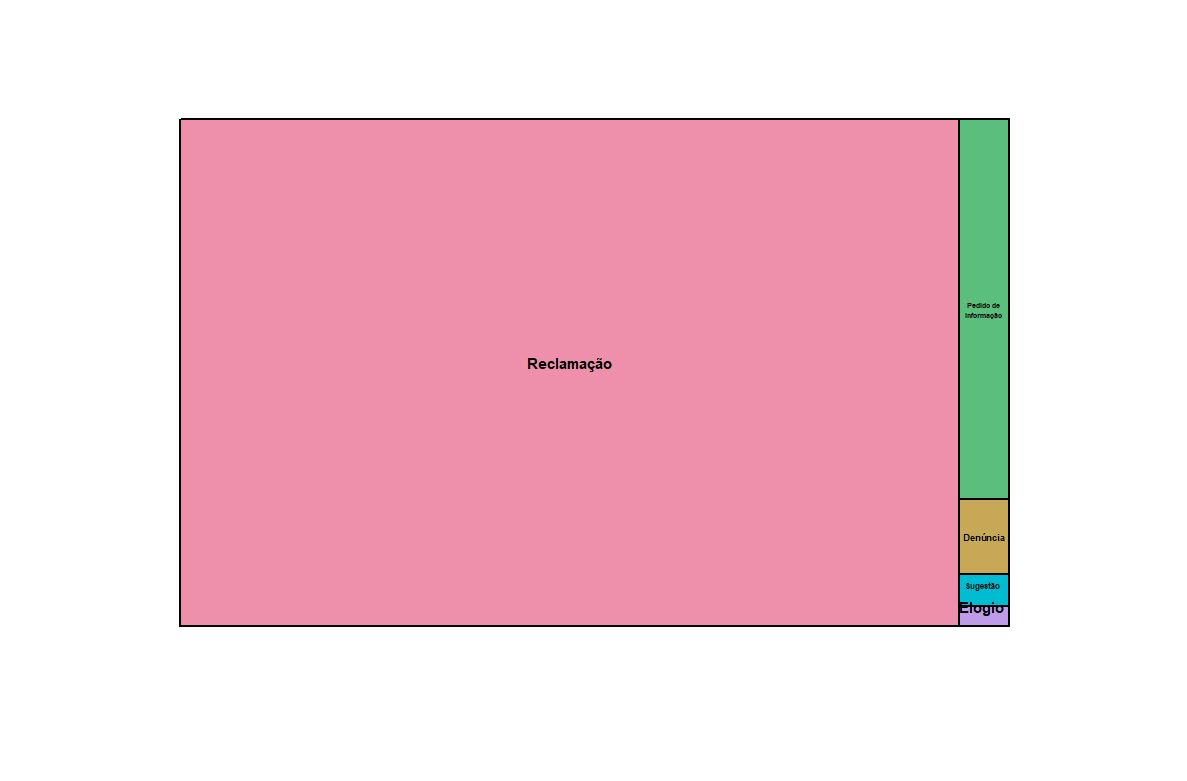 Reclamação
Pedido de
Informação
Denúncia
Sugestão
Elogio